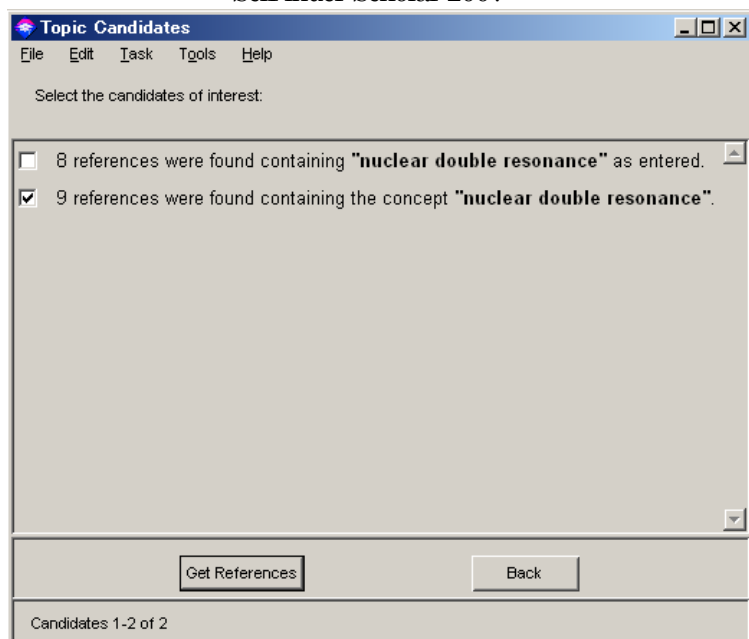 Topic Candidates
File Edit Task Tools Help
Select the candidates of interest:
8 references were found containing "nuclear double resonance" as entered.
9 references were found containing the concept "nuclear double resonance".
Get References Back
Candidates 1-2 of 2